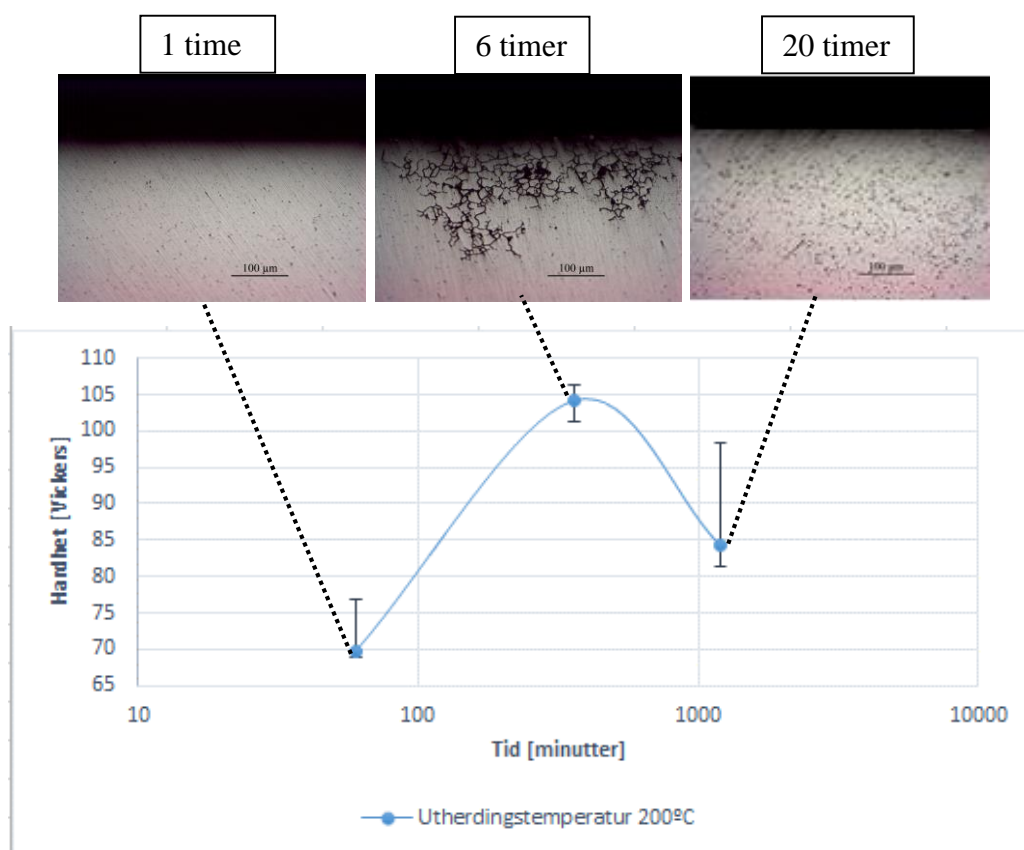 1 time
6 timer
20 timer
100 µm
100 µm
100 µm
110
105
100
95
90
85
80
75
70
65
Hardhet [Vickers]
10
100
1000
10000
Tid [minutter]
Utherdingstemperatur 200ºC